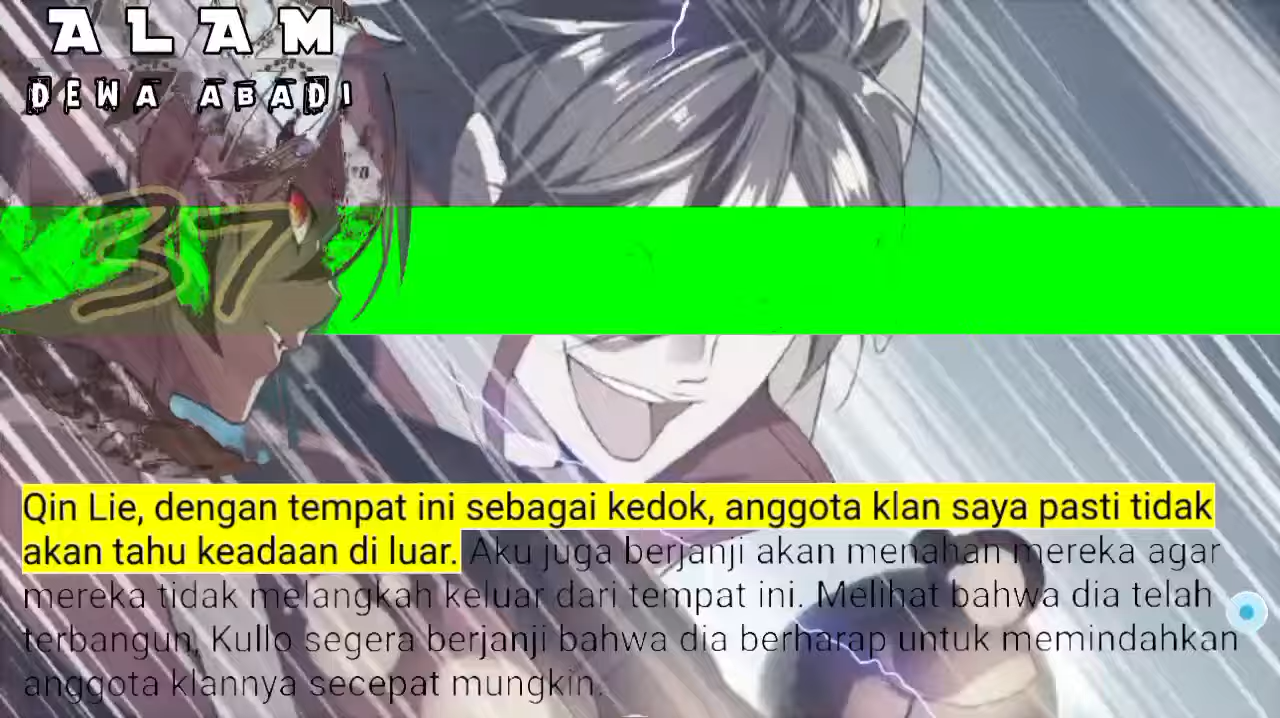 ALAM
DEWA ABADI
37
Qin Lie, dengan tempat ini sebagai kedok, anggota klan saya pasti tidak
akan tahu keadaan di luar. Aku juga berjanji akan menahan mereka agar
mereka tidak melangkah keluar dari tempat ini. Melihat bahwa dia telah
terbangun, Kullo segera berjanji bahwa dia berharap untuk memindahkan
anggota klannya secepat mungkin.